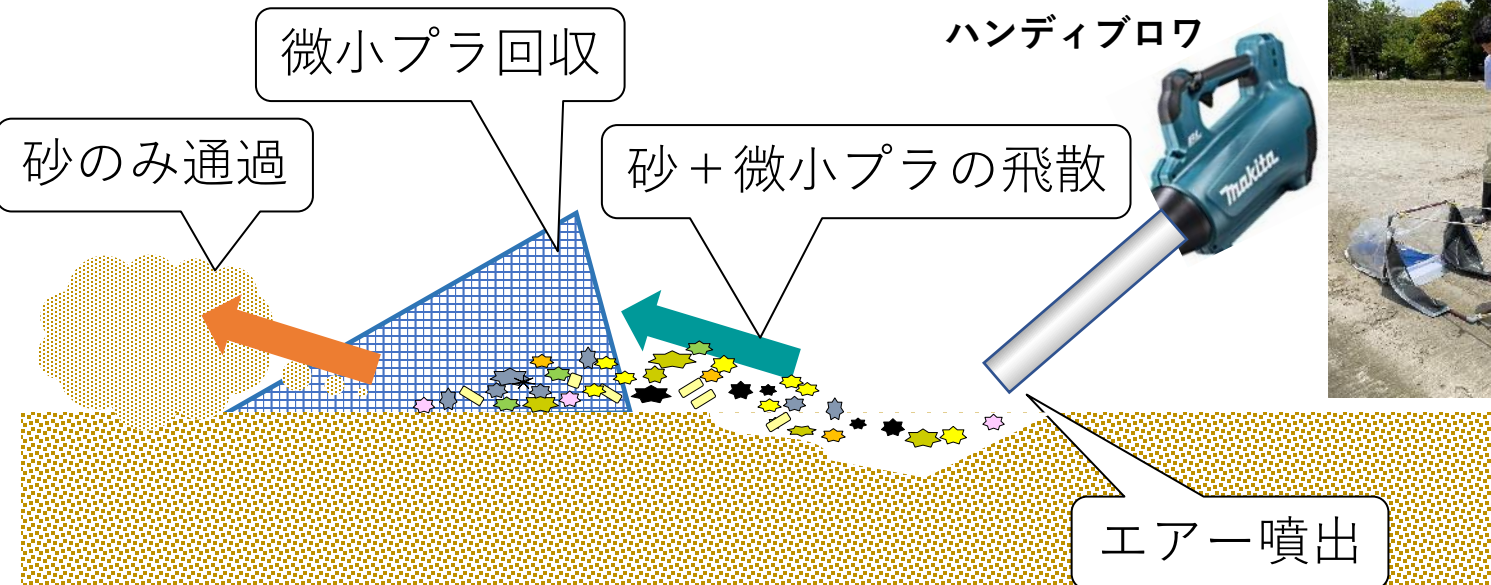 ハンディブロワ
微小プラ回収
砂のみ通過
砂＋微小プラの飛散
makita
エアー噴出